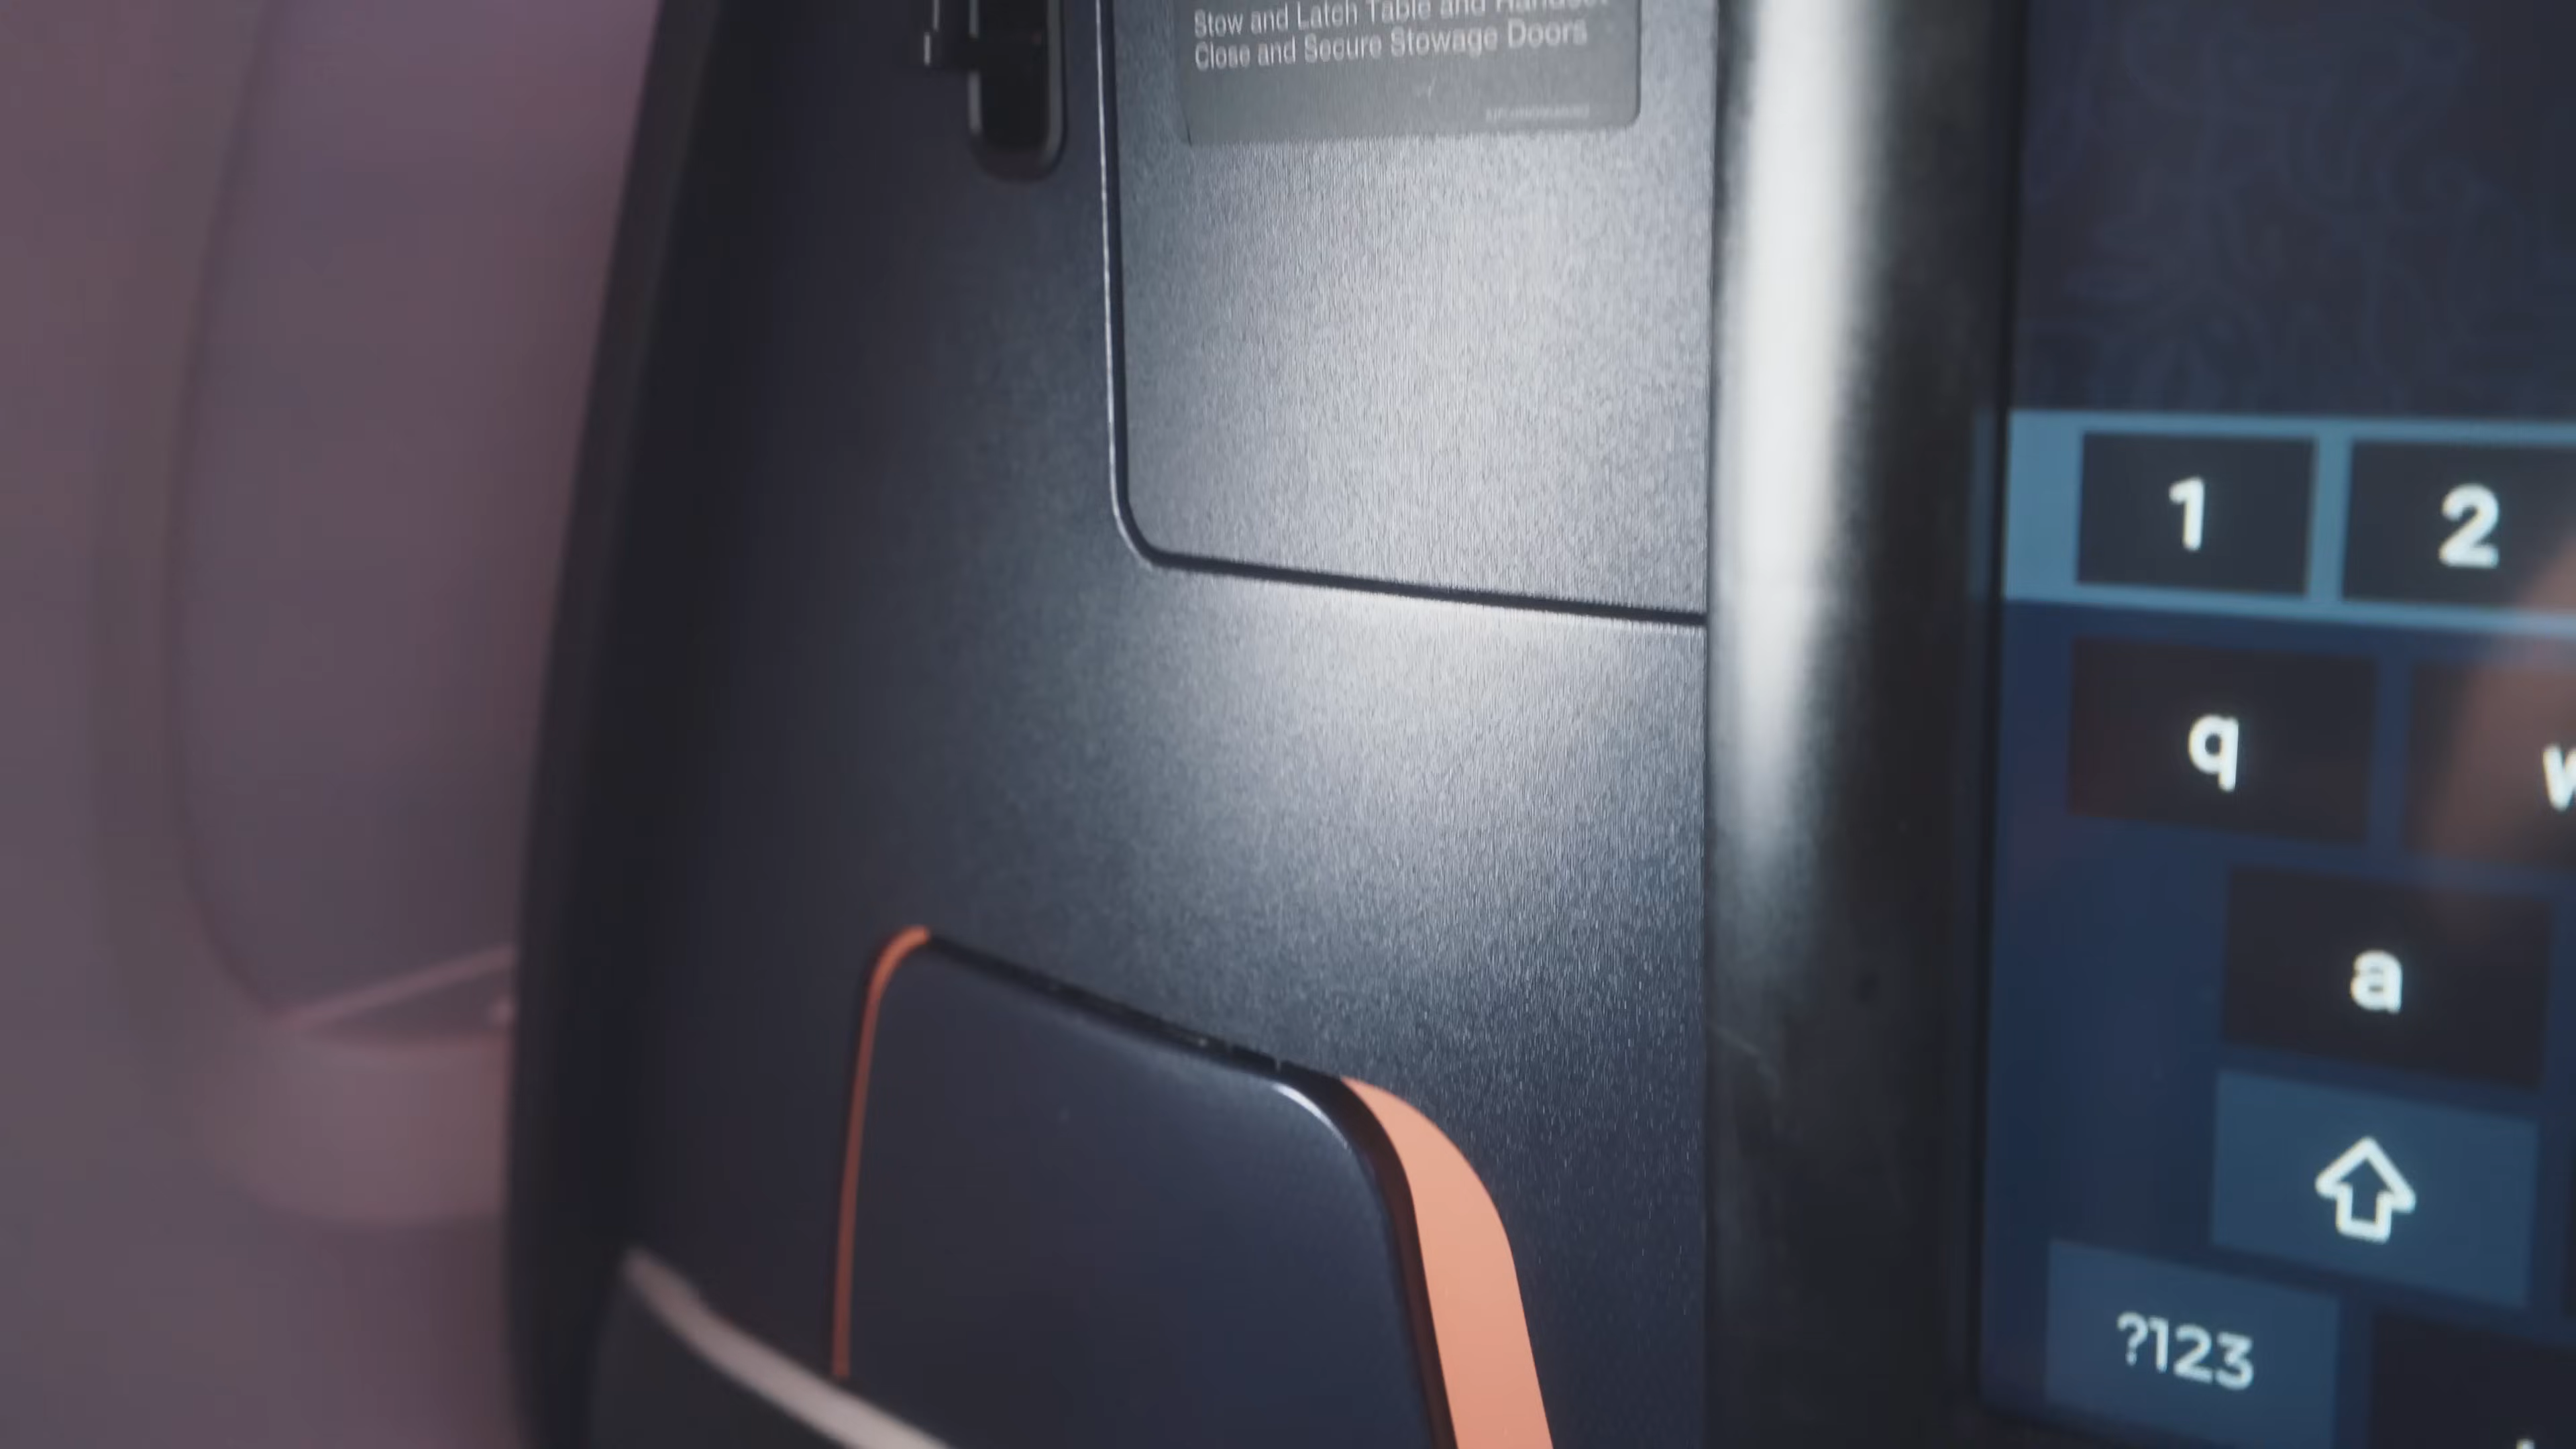 Stow and Latch Table and Handset
Close and Secure Stowage Doors
1 2
q w
a
?123